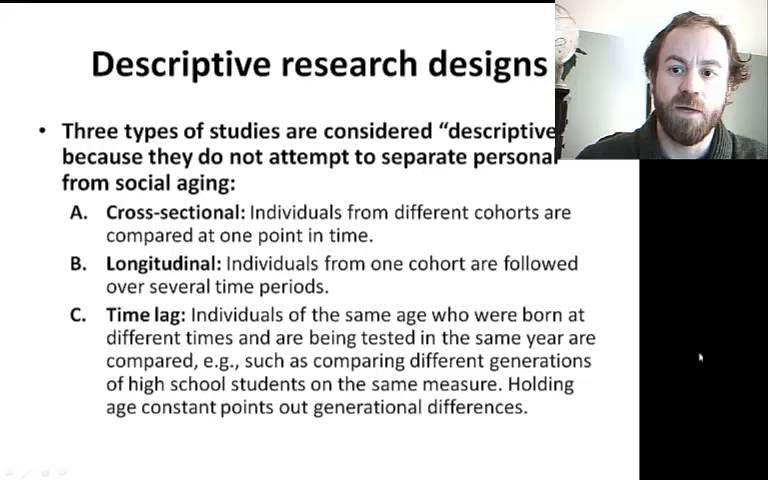 Descriptive research designs
• Three types of studies are considered “descriptive
because they do not attempt to separate personal
from social aging:
A. Cross-sectional: Individuals from different cohorts are
compared at one point in time.
B. Longitudinal: Individuals from one cohort are followed
over several time periods.
C. Time lag: Individuals of the same age who were born at
different times and are being tested in the same year are
compared, e.g., such as comparing different generations
of high school students on the same measure. Holding
age constant points out generational differences.